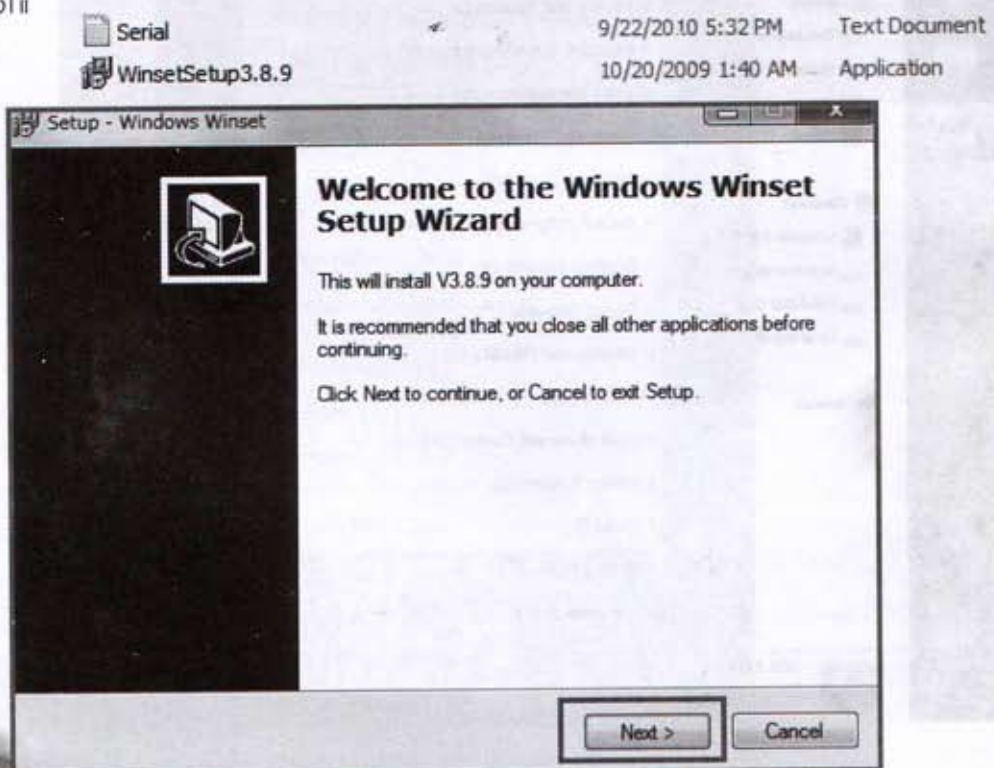 Serial 9/22/2010 5:32 PM Text Document
WinsetSetup3.8.9 10/20/2009 1:40 AM Application
Setup - Windows Winset
Welcome to the Windows Winset
Setup Wizard
This will install V3.8.9 on your computer.
It is recommended that you close all other applications before
continuing.
Click Next to continue, or Cancel to exit Setup.
Next > Cancel